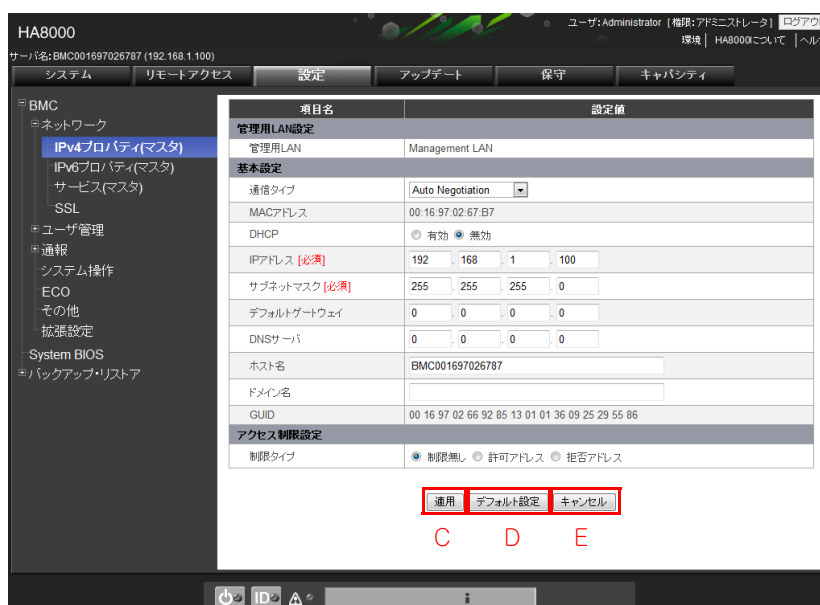 HA8000
ユーザ:Administrator [権限:アドミニストレータ] ログアウ
環境 | HA8000について | ヘル
サーバ名:BMC001697026787 (192.168.1.100)
システム リモートアクセス 設定 アップデート 保守 キャパシティ
BMC
ネットワーク
IPv4プロパティ(マスタ)
IPv6プロパティ(マスタ)
サービス(マスタ)
SSL
ユーザ管理
通報
システム操作
ECO
その他
拡張設定
System BIOS
バックアップ・リストア
項目名 設定値
管理用LAN設定
管理用LAN Management LAN
基本設定
通信タイプ Auto Negotiation
MACアドレス 00:16:97:02:67:B7
DHCP 有効 無効
IPアドレス [必須] 192 . 168 . 1 . 100
サブネットマスク [必須] 255 . 255 . 255 . 0
デフォルトゲートウェイ 0 . 0 . 0 . 0
DNSサーバ 0 . 0 . 0 . 0
ホスト名 BMC001697026787
ドメイン名
GUID 00 16 97 02 66 92 85 13 01 01 36 09 25 29 55 86
アクセス制限設定
制限タイプ 制限無し 許可アドレス 拒否アドレス
適用 デフォルト設定 キャンセル
C D E
ID